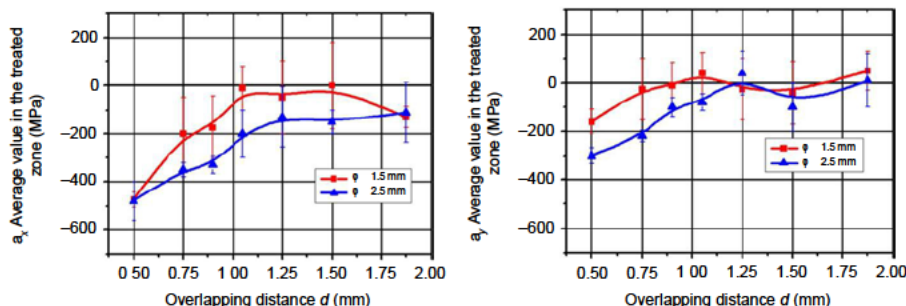 200
0
−200
−400
−600
a_x Average value in the treated
zone (MPa)
φ 1.5 mm
φ 2.5 mm
0 50 0.75 1 00 1.25 1 50 1.75 2 00
Overlapping distance d (mm)
200
0
−200
−400
−600
a_y Average value in the treated
zone (MPa)
φ 1.5 mm
φ 2.5 mm
0.50 0.75 1 00 1.25 1.50 1.75 2.00
Overlapping distance d (mm)